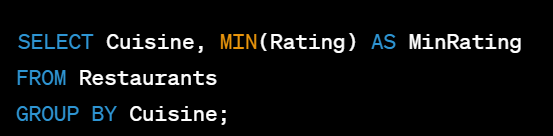 SELECT Cuisine, MIN(Rating) AS MinRating
FROM Restaurants
GROUP BY Cuisine;